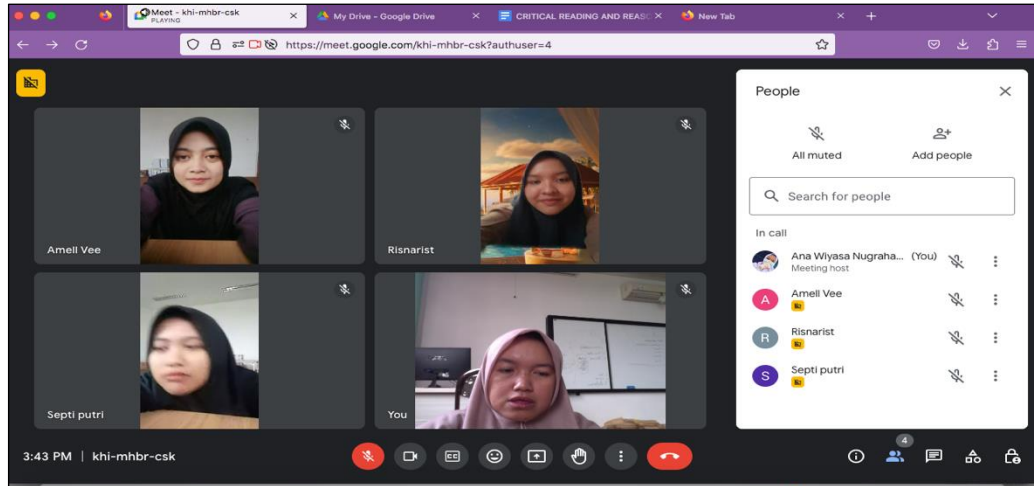 Meet - khi-mhbr-csk
PLAYING
My Drive - Google Drive
CRITICAL READING AND REASO
New Tab
https://meet.google.com/khi-mhbr-csk?authuser=4
People
All muted
Add people
Search for people
In call
Ana Wiyasa Nugraha... (You)
Meeting host
A
Amell Vee
R
Risnarist
S
Septi putri
Amell Vee
Risnarist
Septi putri
You
3:43 PM | khi-mhbr-csk
CC
4